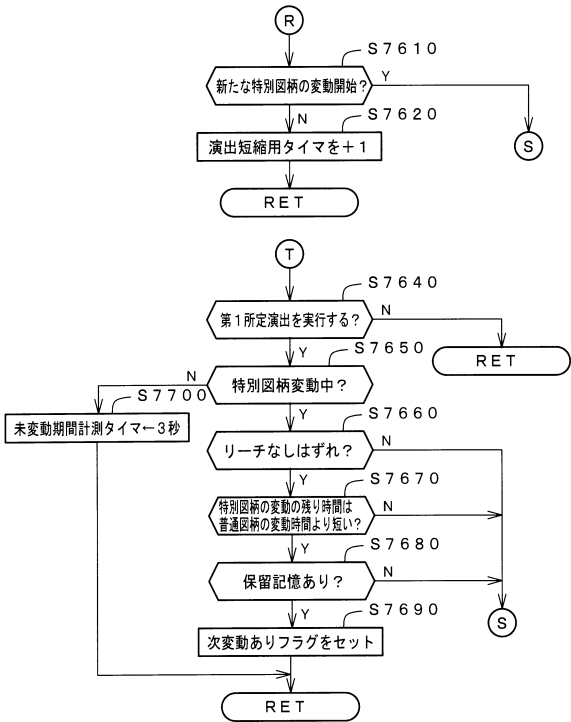 R
S7610
新たな特別図柄の変動開始？
Y
N
S7620
演出短縮用タイマを＋1
S
RET
T
S7640
第1所定演出を実行する？
N
Y
RET
S7650
特別図柄変動中？
N
Y
S7700
未変動期間計測タイマ←3秒
S7660
リーチなしはずれ？
N
Y
S7670
特別図柄の変動の残り時間は
普通図柄の変動時間より短い？
N
Y
S7680
保留記憶あり？
N
Y
S7690
S
次変動ありフラグをセット
RET